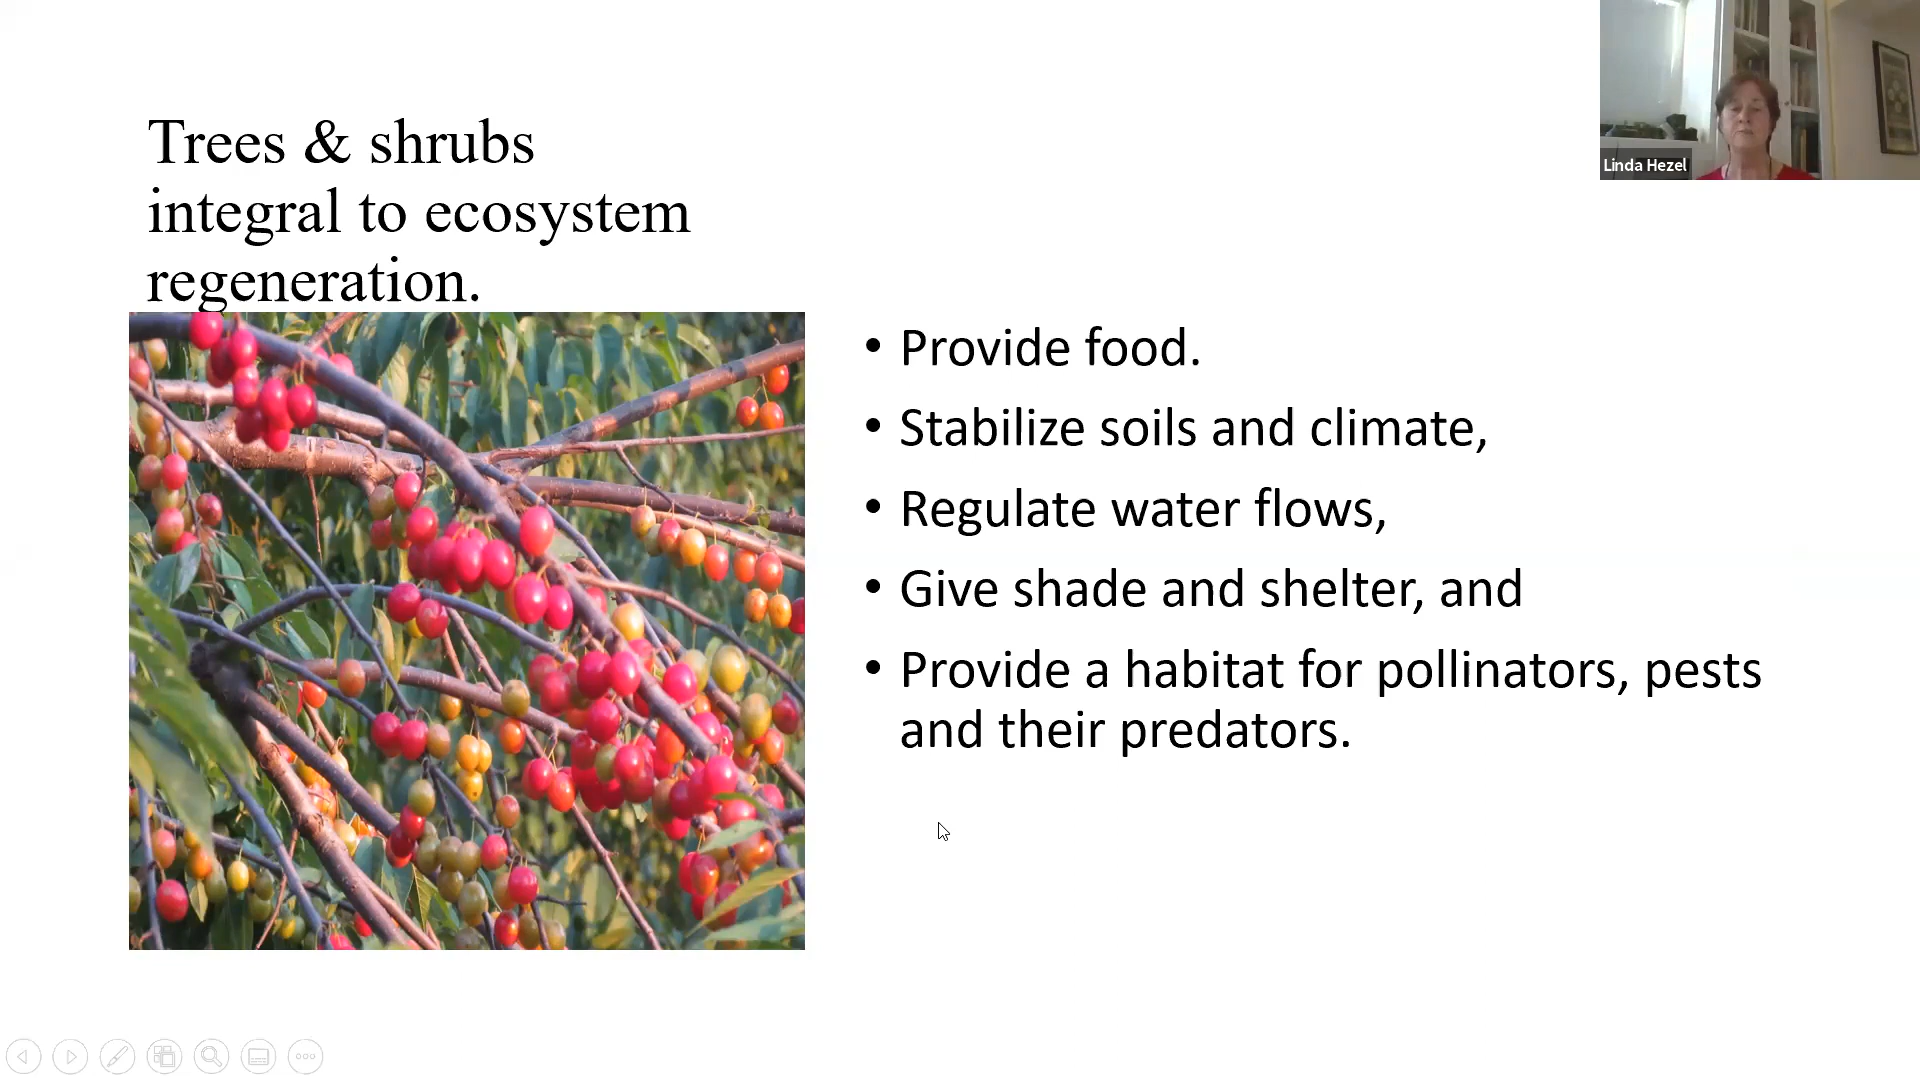 Trees & shrubs
integral to ecosystem
regeneration.
• Provide food.
• Stabilize soils and climate,
• Regulate water flows,
• Give shade and shelter, and
• Provide a habitat for pollinators, pests
and their predators.
Linda Hezel